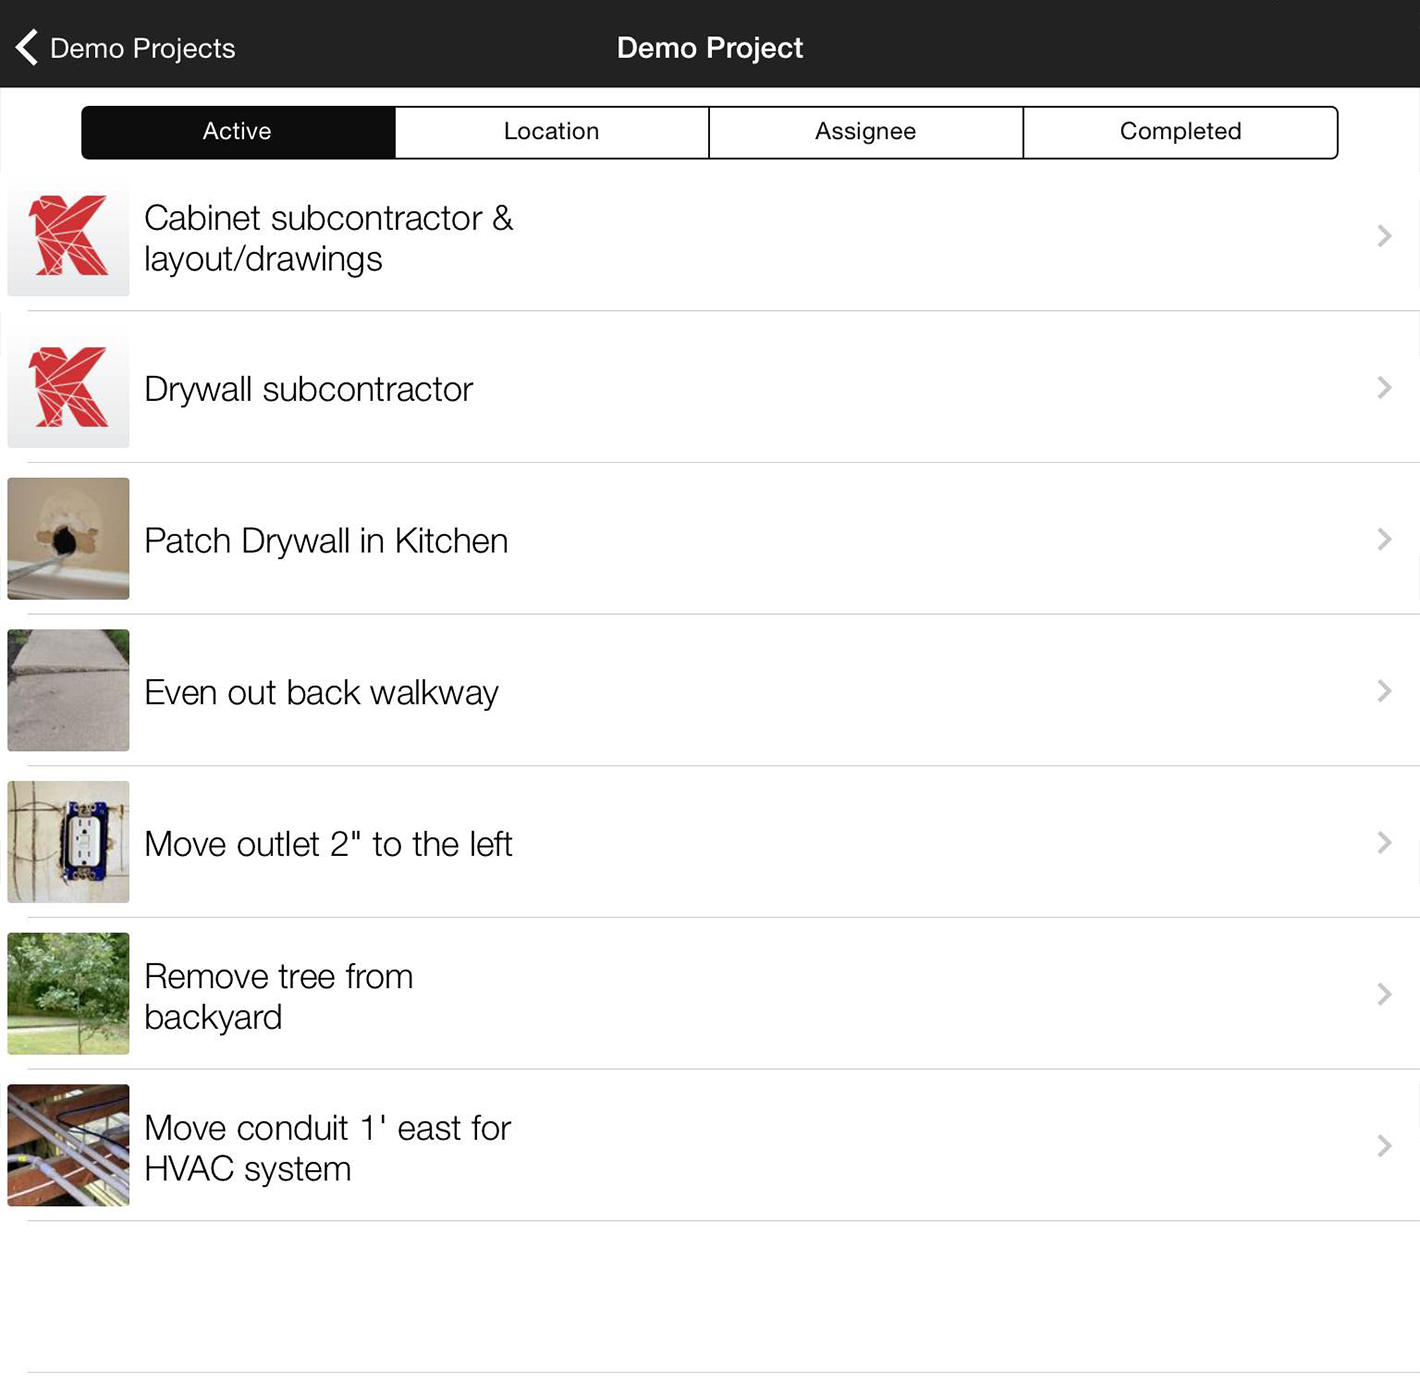 Demo Projects
Demo Project
Active
Location
Assignee
Completed
Cabinet subcontractor &
layout/drawings
Drywall subcontractor
Patch Drywall in Kitchen
Even out back walkway
Move outlet 2" to the left
Remove tree from
backyard
Move conduit 1' east for
HVAC system